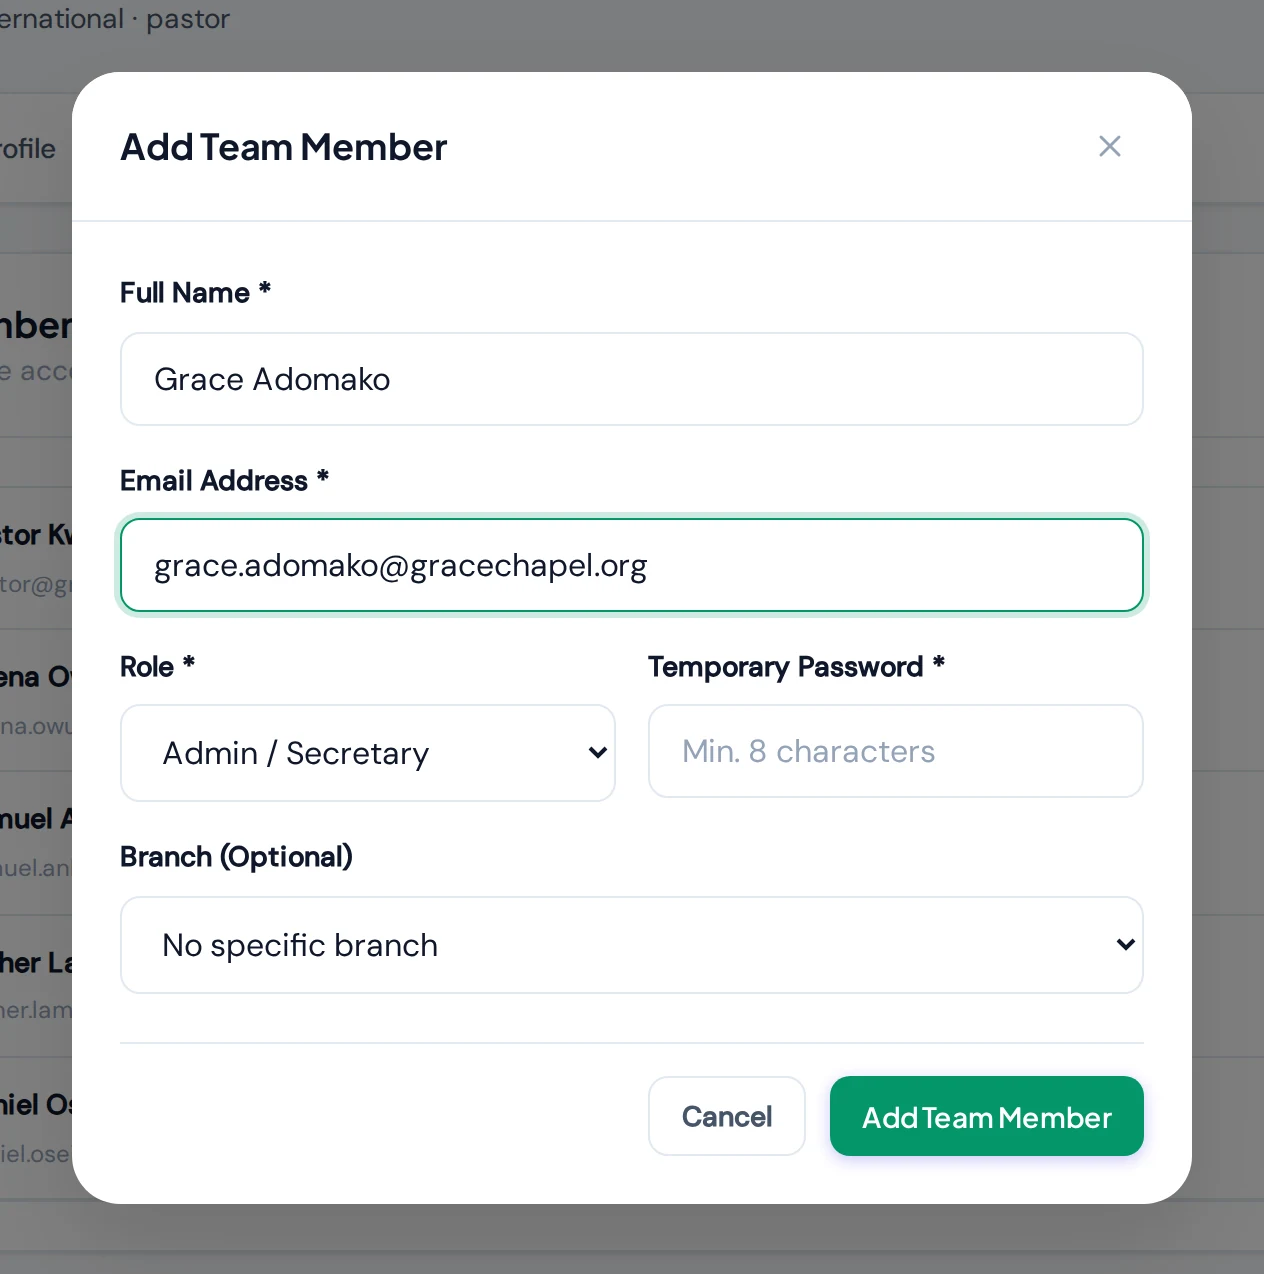 ernational · pastor
Add Team Member
rofile
Full Name *
Grace Adomako
Email Address *
grace.adomako@gracechapel.org
Role *
Temporary Password *
Admin / Secretary
Min. 8 characters
Branch (Optional)
No specific branch
Cancel
Add Team Member